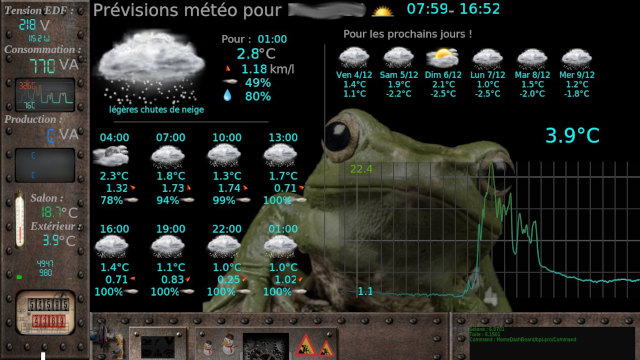 Tension EDF :
218 V
Consommation :
770 VA
Production :
0 VA
Salon :
18.7°C
Extérieur :
3.9°C
4947
980
Prévisions météo pour
07:59- 16:52
Pour : 01:00
2.8°C
1.18 km/l
49%
80%
légères chutes de neige
04:00 07:00 10:00 13:00
2.3°C 1.8°C 1.3°C 1.7°C
1.32 1.73 1.74 0.71
78% 94% 99% 100%
16:00 19:00 22:00 01:00
1.4°C 1.1°C 1.0°C 1.0°C
0.71 0.83 0.25 1.02
100% 100% 100% 100%
Pour les prochains jours !
Ven 4/12 Sam 5/12 Dim 6/12 Lun 7/12 Mar 8/12 Mer 9/12
1.4°C 1.9°C 2.1°C 1.0°C 1.5°C 1.2°C
1.1°C -2.2°C -2.5°C -2.5°C -2.0°C -1.8°C
3.9°C
22.4
1.1